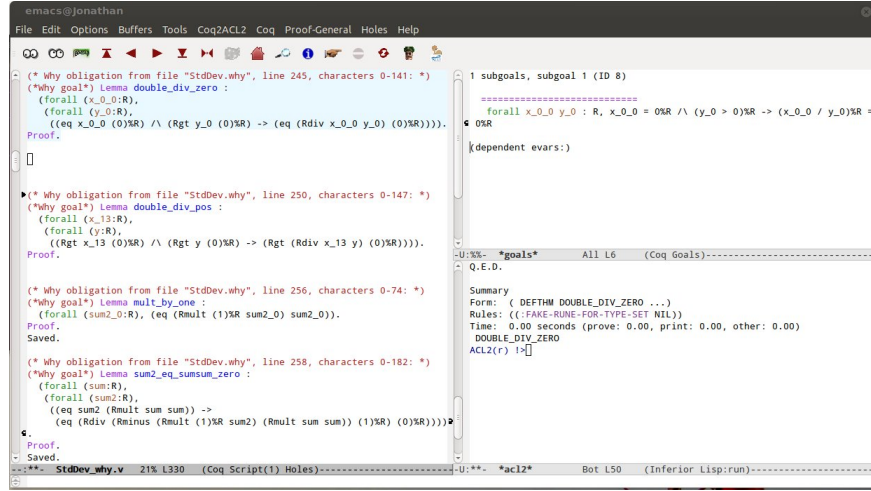 emacs@Jonathan
File Edit Options Buffers Tools Coq2ACL2 Coq Proof-General Holes Help
(* Why obligation from file "StdDev.why", line 245, characters 0-141: *)
(*Why goal*) Lemma double_div_zero :
(forall (x_0_0:R),
(forall (y_0:R),
((eq x_0_0 (0)%R) /\ (Rgt y_0 (0)%R) -> (eq (Rdiv x_0_0 y_0) (0)%R)))).
Proof.
(* Why obligation from file "StdDev.why", line 250, characters 0-147: *)
(*Why goal*) Lemma double_div_pos :
(forall (x_13:R),
(forall (y:R),
((Rgt x_13 (0)%R) /\ (Rgt y (0)%R) -> (Rgt (Rdiv x_13 y) (0)%R)))).
Proof.
(* Why obligation from file "StdDev.why", line 256, characters 0-74: *)
(*Why goal*) Lemma mult_by_one :
(forall (sum2_0:R), (eq (Rmult (1)%R sum2_0) sum2_0)).
Proof.
Saved.
(* Why obligation from file "StdDev.why", line 258, characters 0-182: *)
(*Why goal*) Lemma sum2_eq_sumsum_zero :
(forall (sum:R),
(forall (sum2:R),
((eq sum2 (Rmult sum sum)) ->
(eq (Rdiv (Rminus (Rmult (1)%R sum2) (Rmult sum sum)) (1)%R) (0)%R))))
.
Proof.
Saved.
--:**- StdDev_why.v 21% L330 (Coq Script(1) Holes)------------------------
1 subgoals, subgoal 1 (ID 8)
============================
forall x_0_0 y_0 : R, x_0_0 = 0%R /\ (y_0 > 0)%R -> (x_0_0 / y_0)%R =
0%R
(dependent evars:)
-U:%%- *goals* All L6 (Coq Goals)------------------------------
Q.E.D.
Summary
Form: ( DEFTHM DOUBLE_DIV_ZERO ...)
Rules: ((:FAKE-RUNE-FOR-TYPE-SET NIL))
Time: 0.00 seconds (prove: 0.00, print: 0.00, other: 0.00)
DOUBLE_DIV_ZERO
ACL2(r) !>
-U:**- *acl2* Bot L50 (Inferior Lisp:run)----------------------